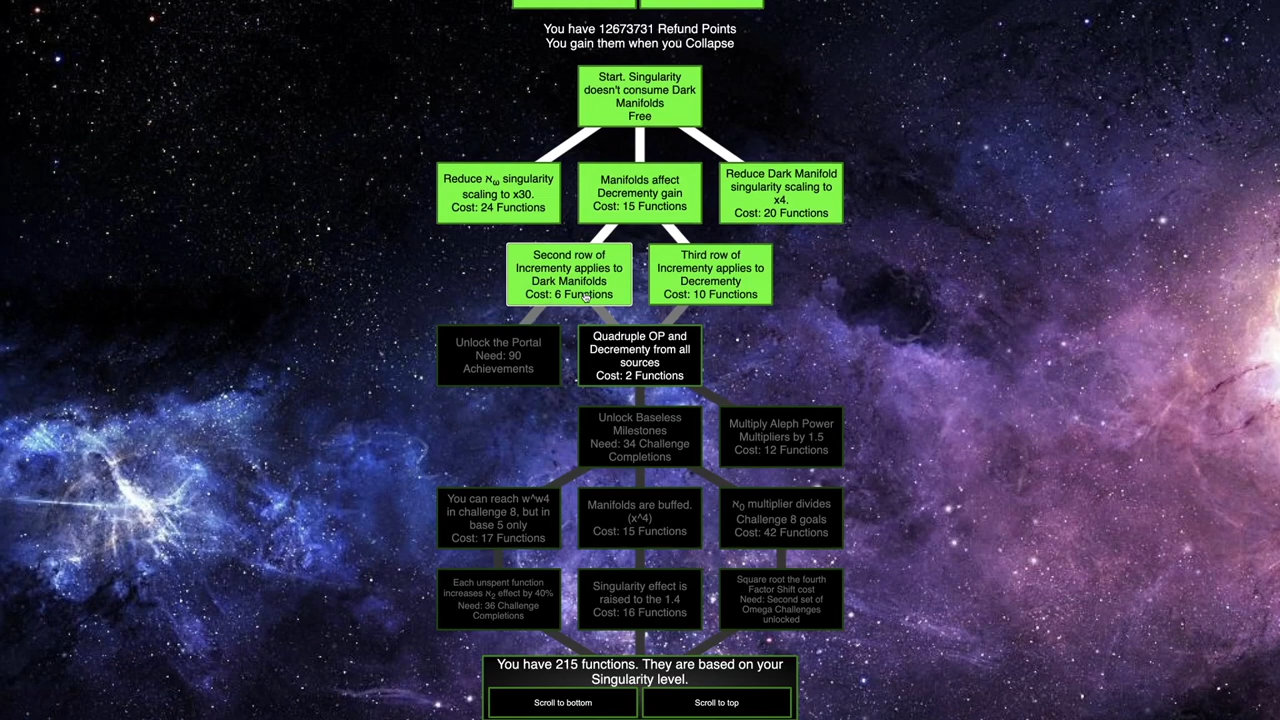 You have 12673731 Refund Points
You gain them when you Collapse
Start. Singularity
doesn't consume Dark
Manifolds
Free
Reduce ℵω singularity
scaling to x30.
Cost: 24 Functions
Manifolds affect
Decrementy gain
Cost: 15 Functions
Reduce Dark Manifold
singularity scaling to
x4.
Cost: 20 Functions
Second row of
Incrementy applies to
Dark Manifolds
Cost: 6 Functions
Third row of
Incrementy applies to
Decrementy
Cost: 10 Functions
Unlock the Portal
Need: 90
Achievements
Quadruple OP and
Decrementy from all
sources
Cost: 2 Functions
Unlock Baseless
Milestones
Need: 34 Challenge
Completions
Multiply Aleph Power
Multipliers by 1.5
Cost: 12 Functions
You can reach w^w4
in challenge 8, but in
base 5 only
Cost: 17 Functions
Manifolds are buffed.
(x^4)
Cost: 15 Functions
ℵ0 multiplier divides
Challenge 8 goals
Cost: 42 Functions
Each unspent function
increases ℵ2 effect by 40%
Need: 36 Challenge
Completions
Singularity effect is
raised to the 1.4
Cost: 16 Functions
Square root the fourth
Factor Shift cost
Need: Second set of
Omega Challenges
unlocked
You have 215 functions. They are based on your
Singularity level.
Scroll to bottom
Scroll to top